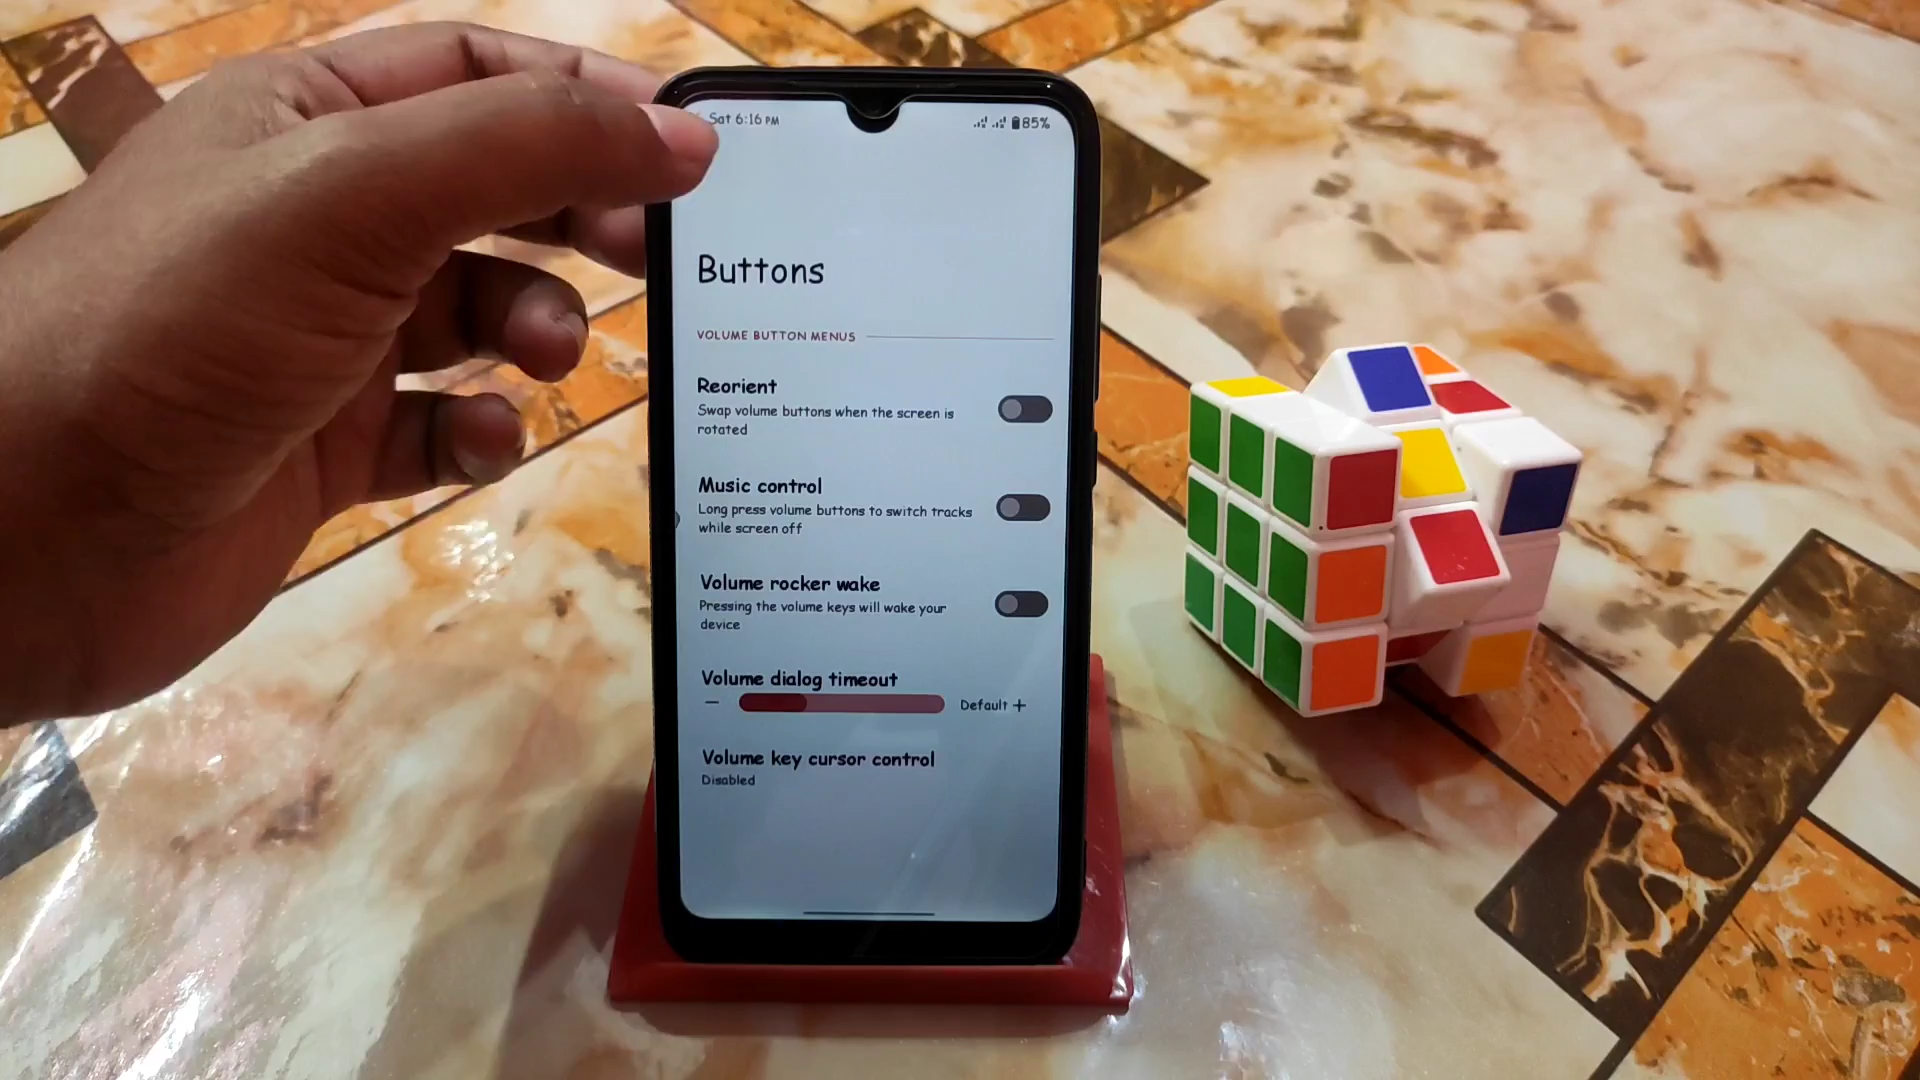 Sat 6:16 PM
85%
Buttons
VOLUME BUTTON MENUS
Reorient
Swap volume buttons when the screen is
rotated
Music control
Long press volume buttons to switch tracks
while screen off
Volume rocker wake
Pressing the volume keys will wake your
device
Volume dialog timeout
− Default +
Volume key cursor control
Disabled